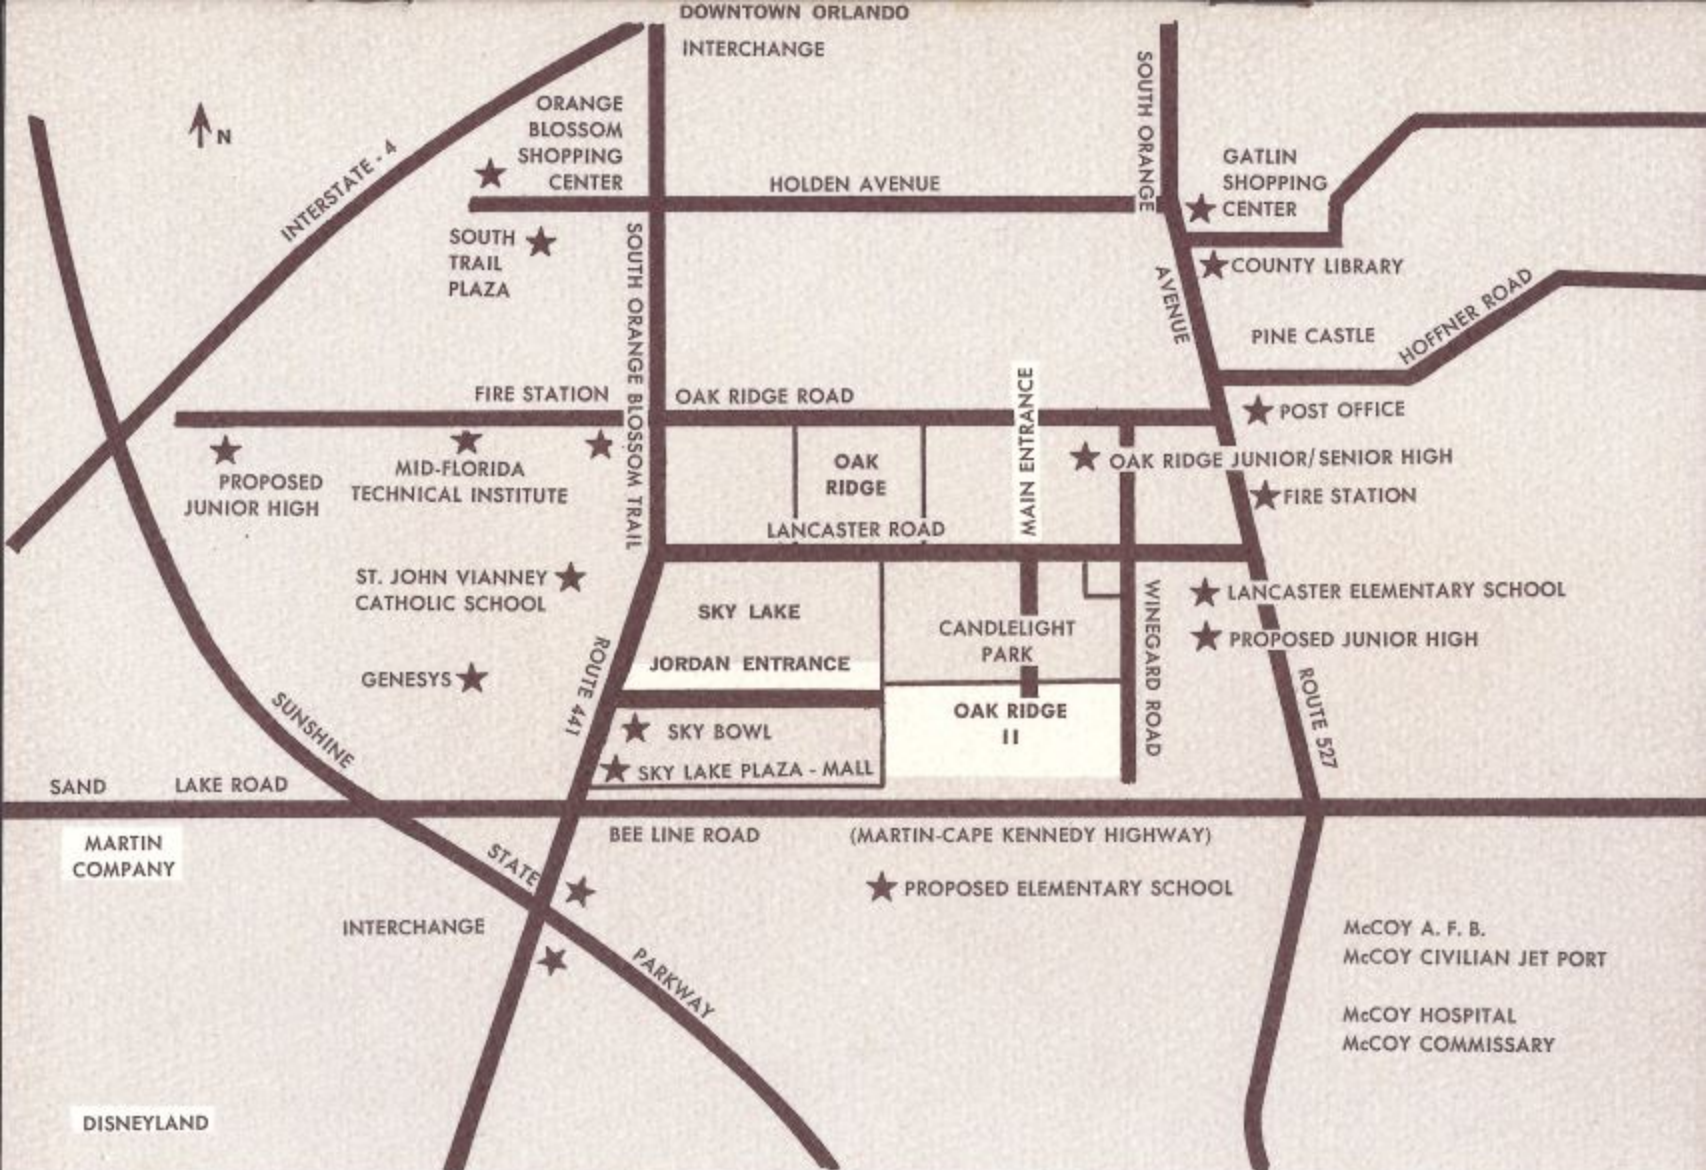 DOWNTOWN ORLANDO
INTERCHANGE
N
INTERSTATE - 4
ORANGE
BLOSSOM
SHOPPING
CENTER
HOLDEN AVENUE
SOUTH ORANGE
AVENUE
GATLIN
SHOPPING
CENTER
COUNTY LIBRARY
SOUTH
TRAIL
PLAZA
SOUTH ORANGE BLOSSOM TRAIL
PINE CASTLE
HOFFNER ROAD
FIRE STATION
OAK RIDGE ROAD
MAIN ENTRANCE
POST OFFICE
PROPOSED
JUNIOR HIGH
MID-FLORIDA
TECHNICAL INSTITUTE
OAK
RIDGE
OAK RIDGE JUNIOR/SENIOR HIGH
FIRE STATION
LANCASTER ROAD
ST. JOHN VIANNEY
CATHOLIC SCHOOL
SKY LAKE
CANDLELIGHT
PARK
WINEGARD ROAD
LANCASTER ELEMENTARY SCHOOL
PROPOSED JUNIOR HIGH
GENESYS
ROUTE 441
JORDAN ENTRANCE
OAK RIDGE
II
ROUTE 527
SKY BOWL
SKY LAKE PLAZA - MALL
SUNSHINE
STATE
PARKWAY
SAND LAKE ROAD
BEE LINE ROAD (MARTIN-CAPE KENNEDY HIGHWAY)
MARTIN
COMPANY
PROPOSED ELEMENTARY SCHOOL
INTERCHANGE
McCOY A. F. B.
McCOY CIVILIAN JET PORT
McCOY HOSPITAL
McCOY COMMISSARY
DISNEYLAND